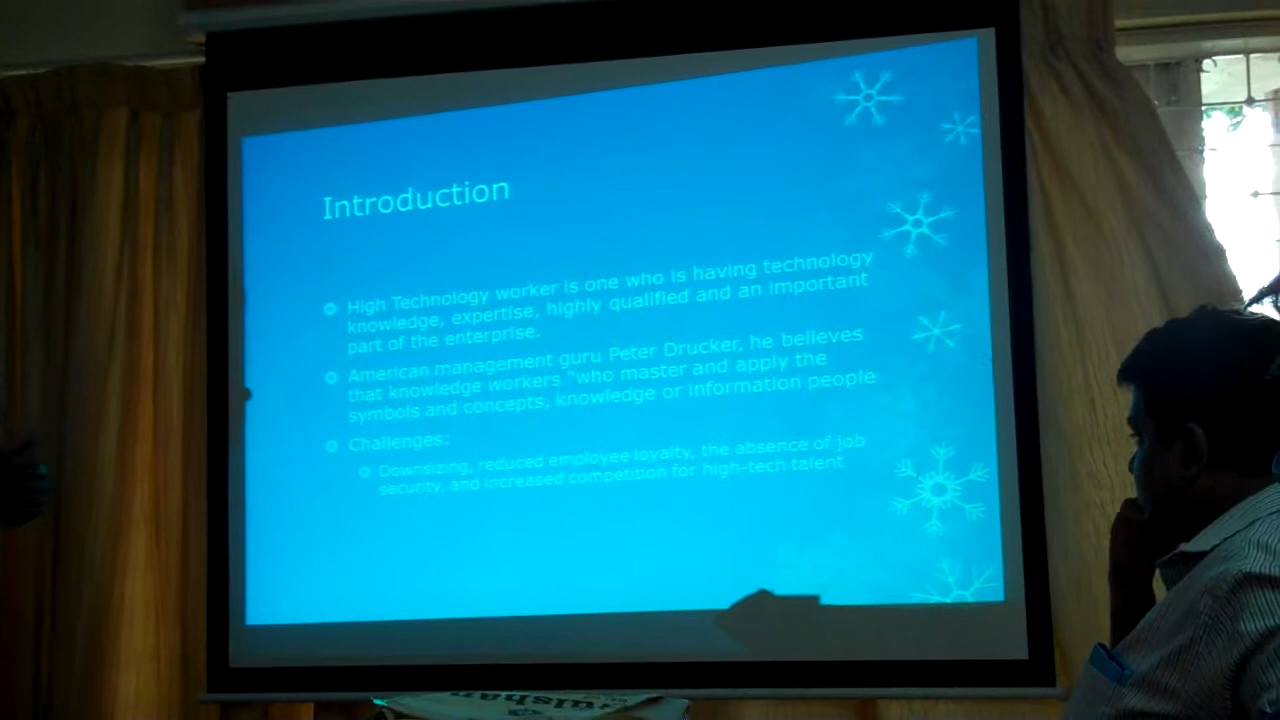 Introduction
High Technology worker is one who is having technology
knowledge, expertise, highly qualified and an important
part of the enterprise.
American management guru Peter Drucker, he believes
that knowledge workers "who master and apply the
symbols and concepts, knowledge or information people
Challenges:
Downsizing, reduced employee loyalty, the absence of job
security, and increased competition for high-tech talent